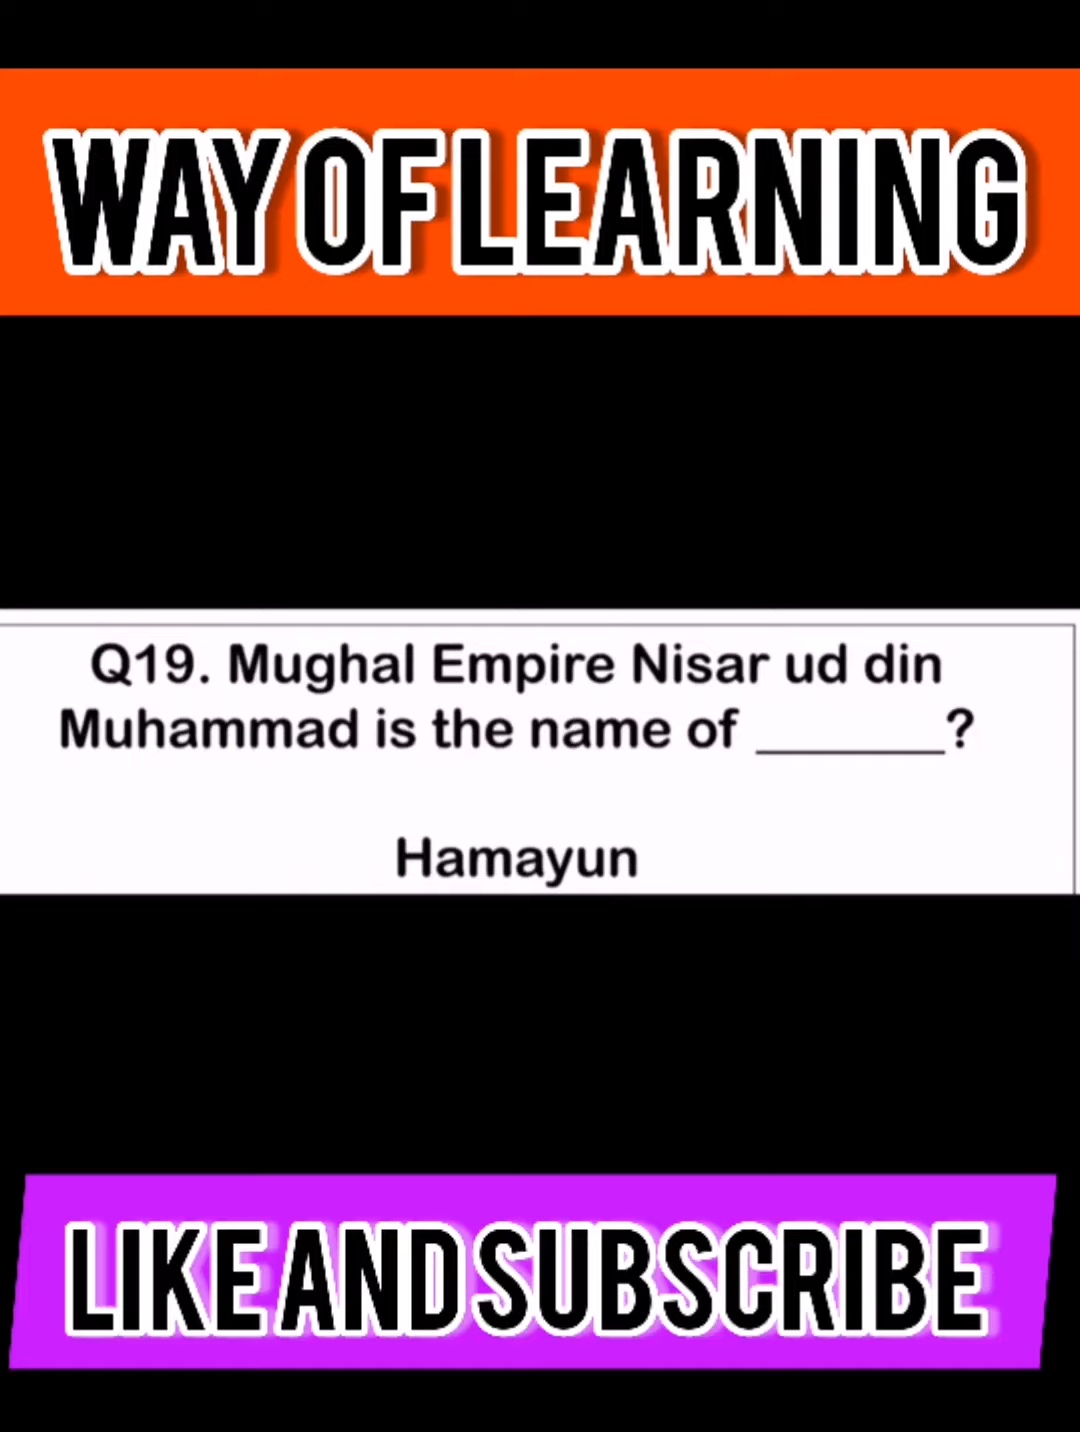 WAY OF LEARNING
Q19. Mughal Empire Nisar ud din
Muhammad is the name of _______?
Hamayun
LIKE AND SUBSCRIBE